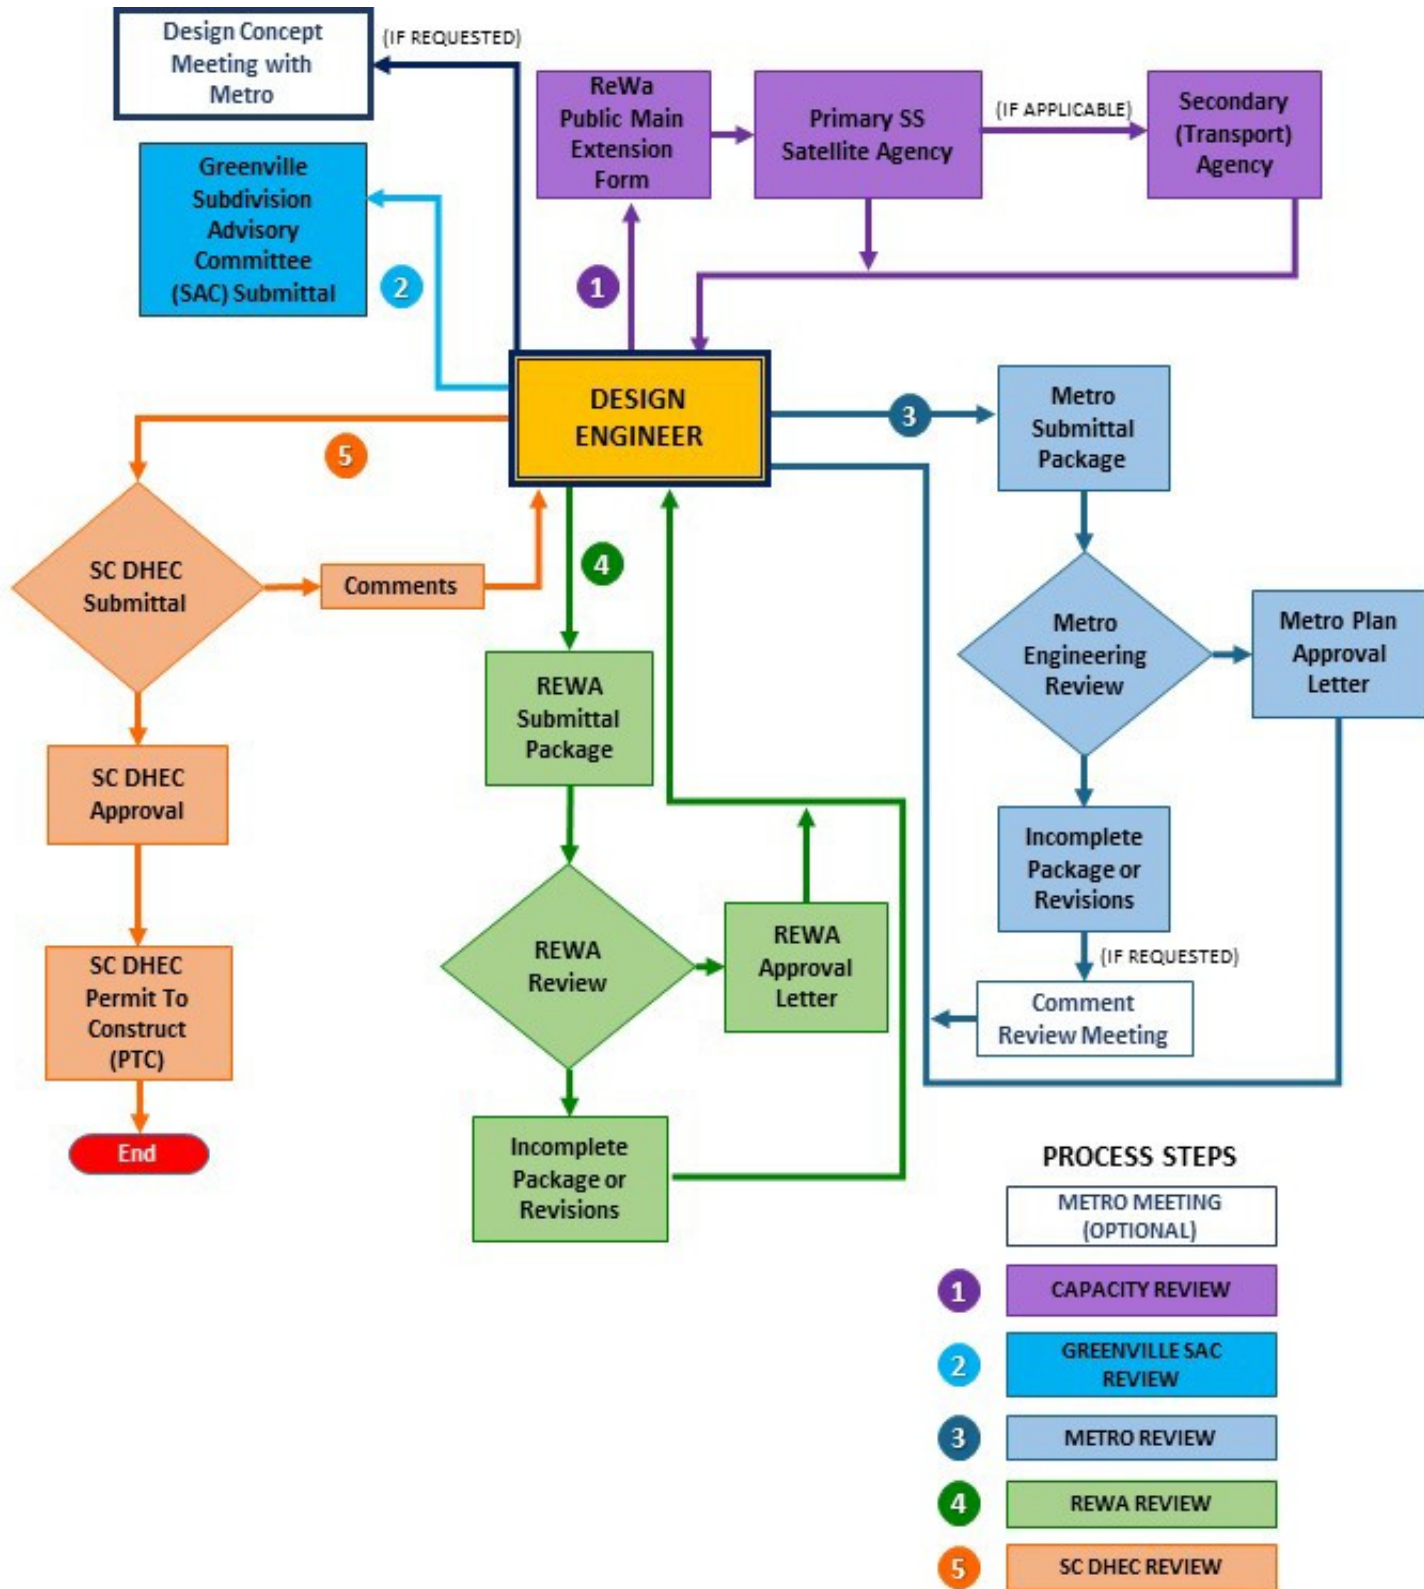 Design Concept
Meeting with
Metro
(IF REQUESTED)
ReWa
Public Main
Extension
Form
Primary SS
Satellite Agency
(IF APPLICABLE)
Secondary
(Transport)
Agency
Greenville
Subdivision
Advisory
Committee
(SAC) Submittal
2
1
DESIGN
ENGINEER
3
Metro
Submittal
Package
5
SC DHEC
Submittal
Comments
4
Metro
Engineering
Review
Metro Plan
Approval
Letter
REWA
Submittal
Package
SC DHEC
Approval
Incomplete
Package or
Revisions
REWA
Review
REWA
Approval
Letter
(IF REQUESTED)
Comment
Review Meeting
SC DHEC
Permit To
Construct
(PTC)
End
Incomplete
Package or
Revisions
PROCESS STEPS
METRO MEETING
(OPTIONAL)
1 CAPACITY REVIEW
2 GREENVILLE SAC
REVIEW
3 METRO REVIEW
4 REWA REVIEW
5 SC DHEC REVIEW